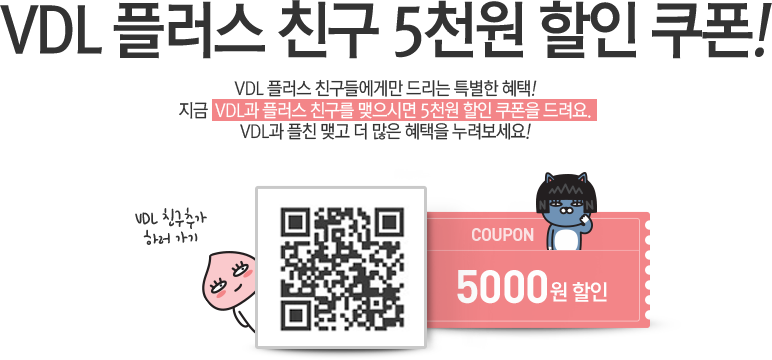 VDL 플러스 친구 5천원 할인 쿠폰!
VDL 플러스 친구들에게만 드리는 특별한 혜택!
지금 VDL과 플러스 친구를 맺으시면 5천원 할인 쿠폰을 드려요.
VDL과 플친 맺고 더 많은 혜택을 누려보세요!
VDL 친구추가
하러 가기
COUPON
5000원 할인